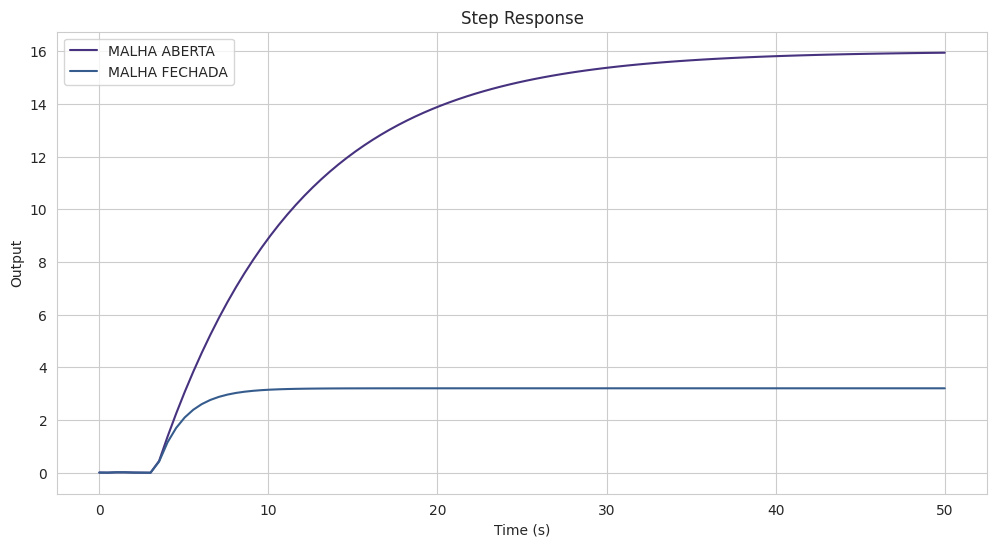 Step Response
MALHA ABERTA
MALHA FECHADA
Output
16
14
12
10
8
6
4
2
0
0 10 20 30 40 50
Time (s)